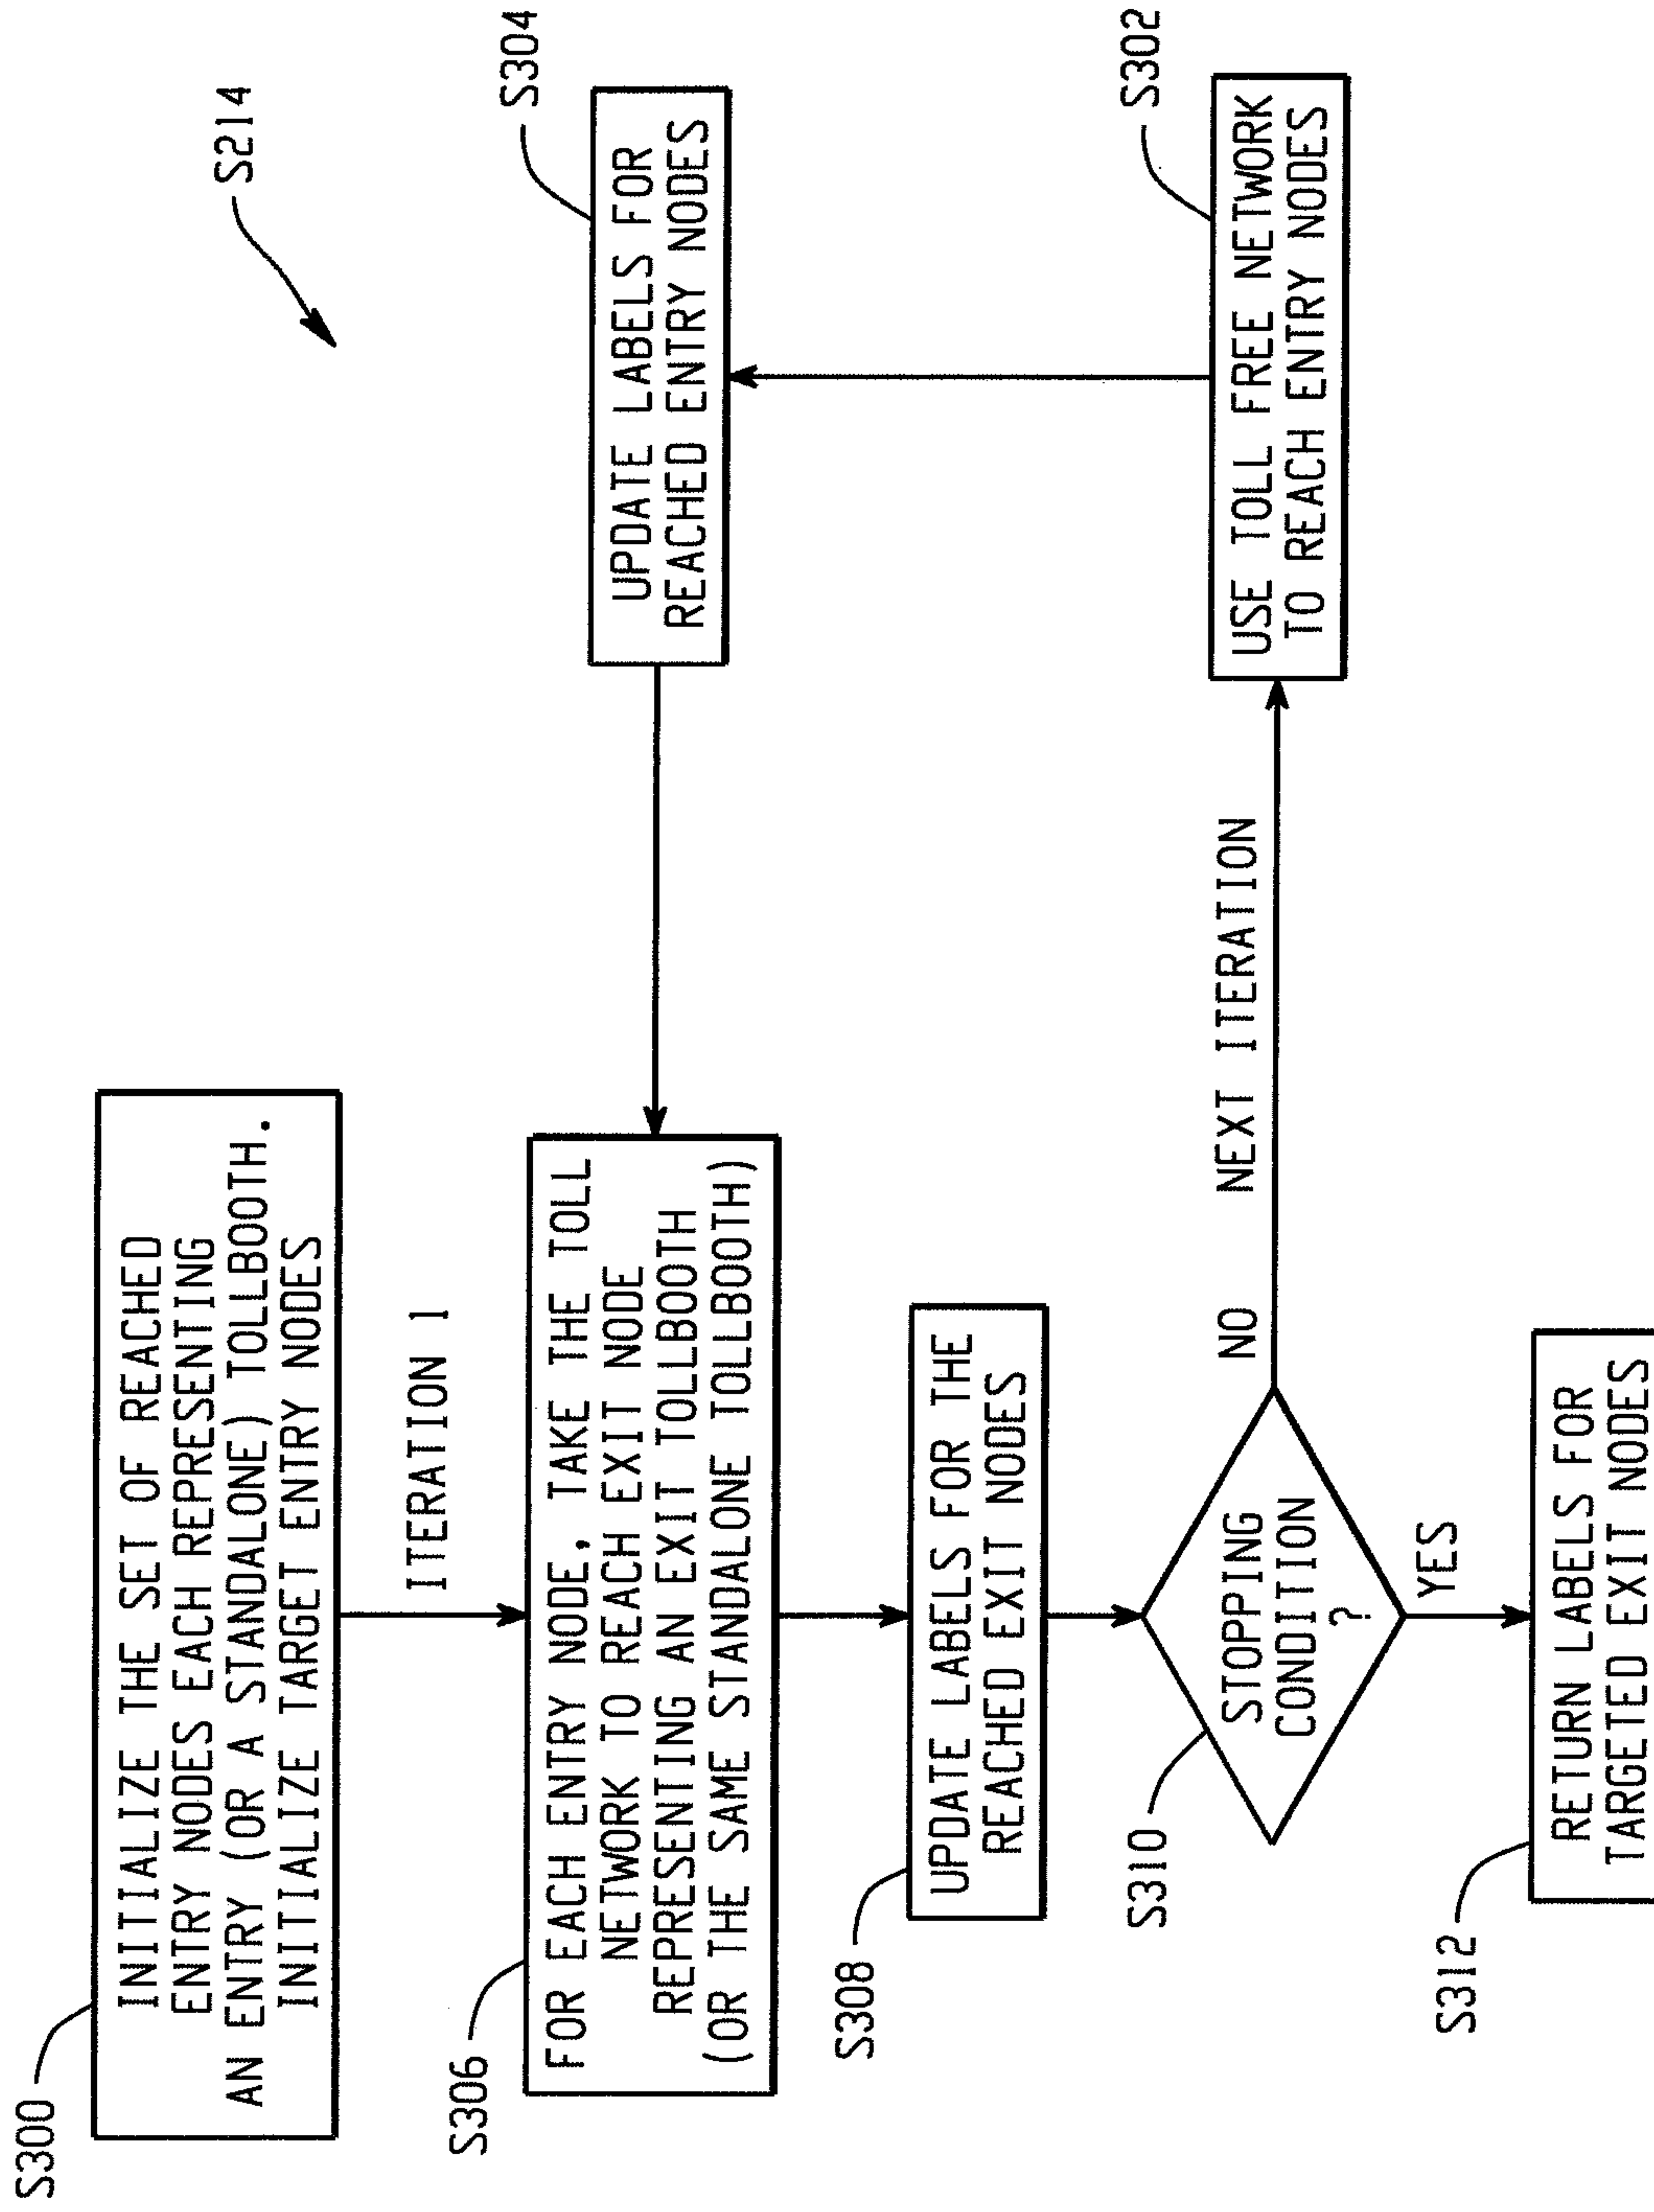 S214
S300
INITIALIZE THE SET OF REACHED
ENTRY NODES EACH REPRESENTING
AN ENTRY (OR A STANDALONE) TOLLBOOTH.
INITIALIZE TARGET ENTRY NODES
ITERATION 1
S306
FOR EACH ENTRY NODE, TAKE THE TOLL
NETWORK TO REACH EXIT NODE
REPRESENTING AN EXIT TOLLBOOTH
(OR THE SAME STANDALONE TOLLBOOTH)
S304
UPDATE LABELS FOR
REACHED ENTRY NODES
S308
UPDATE LABELS FOR THE
REACHED EXIT NODES
S310
STOPPING
CONDITION
?
NO
NEXT ITERATION
S302
USE TOLL FREE NETWORK
TO REACH ENTRY NODES
YES
S312
RETURN LABELS FOR
TARGETED EXIT NODES